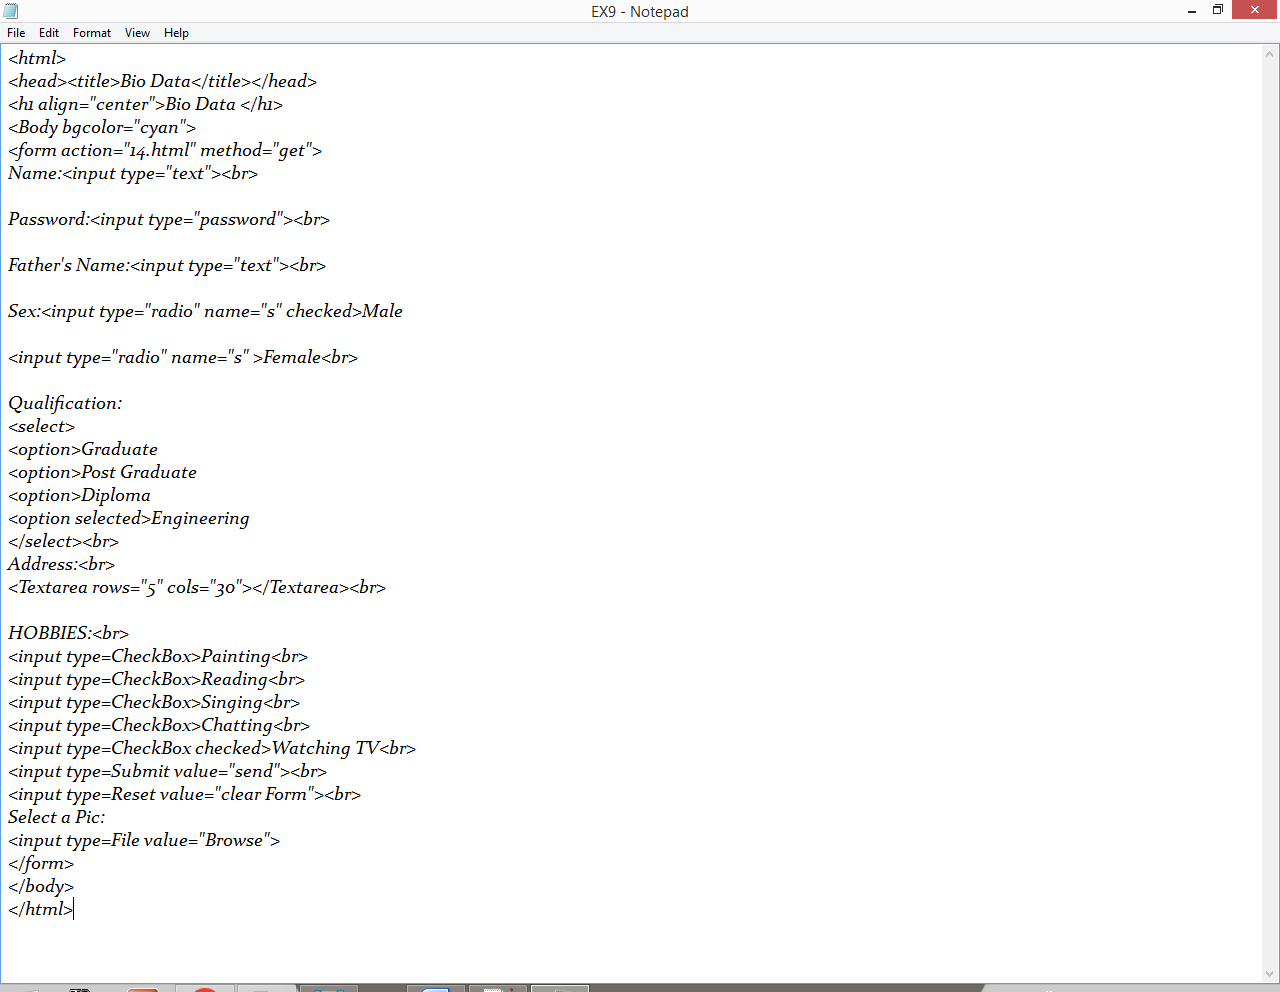 EX9 - Notepad
File Edit Format View Help
<html>
<head><title>Bio Data</title></head>
<h1 align="center">Bio Data </h1>
<Body bgcolor="cyan">
<form action="14.html" method="get">
Name:<input type="text"><br>
Password:<input type="password"><br>
Father's Name:<input type="text"><br>
Sex:<input type="radio" name="s" checked>Male
<input type="radio" name="s" >Female<br>
Qualification:
<select>
<option>Graduate
<option>Post Graduate
<option>Diploma
<option selected>Engineering
</select><br>
Address:<br>
<Textarea rows="5" cols="30"></Textarea><br>
HOBBIES:<br>
<input type=CheckBox>Painting<br>
<input type=CheckBox>Reading<br>
<input type=CheckBox>Singing<br>
<input type=CheckBox>Chatting<br>
<input type=CheckBox checked>Watching TV<br>
<input type=Submit value="send"><br>
<input type=Reset value="clear Form"><br>
Select a Pic:
<input type=File value="Browse">
</form>
</body>
</html>